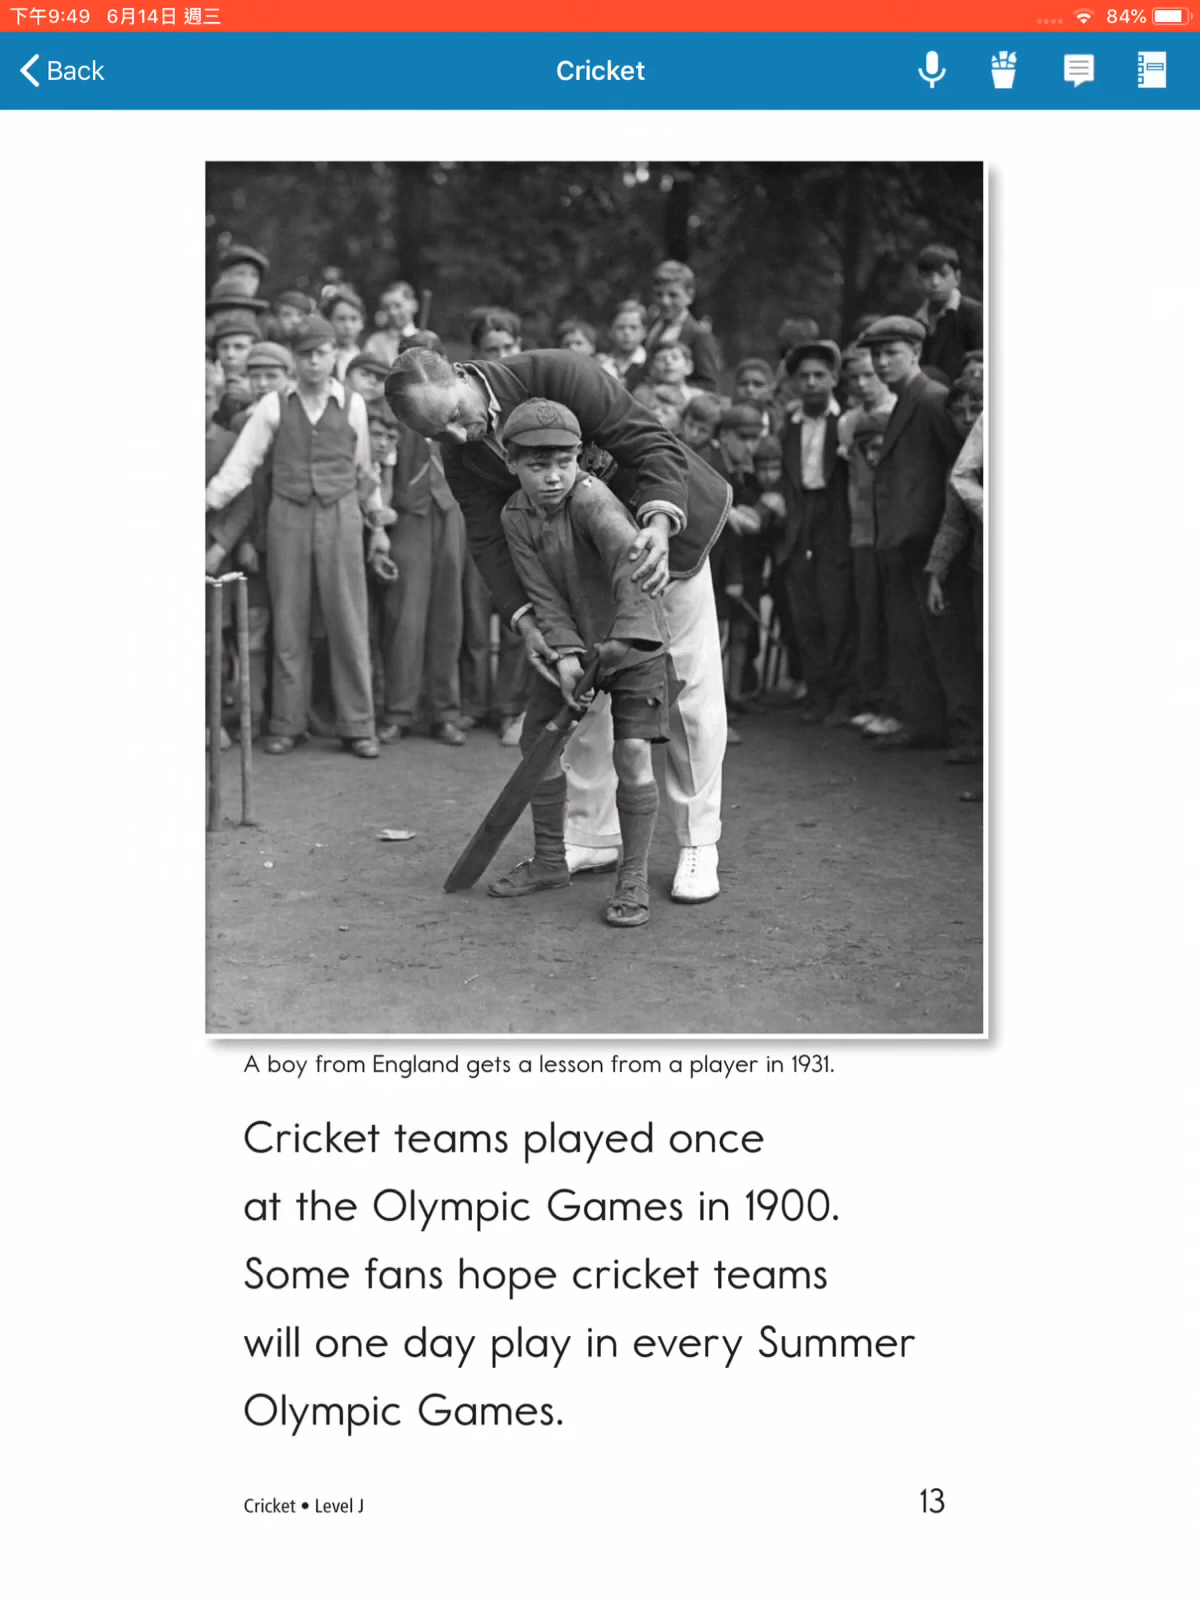 下午9:49 6月14日 週三
84%
Back
Cricket
A boy from England gets a lesson from a player in 1931.
Cricket teams played once
at the Olympic Games in 1900.
Some fans hope cricket teams
will one day play in every Summer
Olympic Games.
Cricket • Level J
13